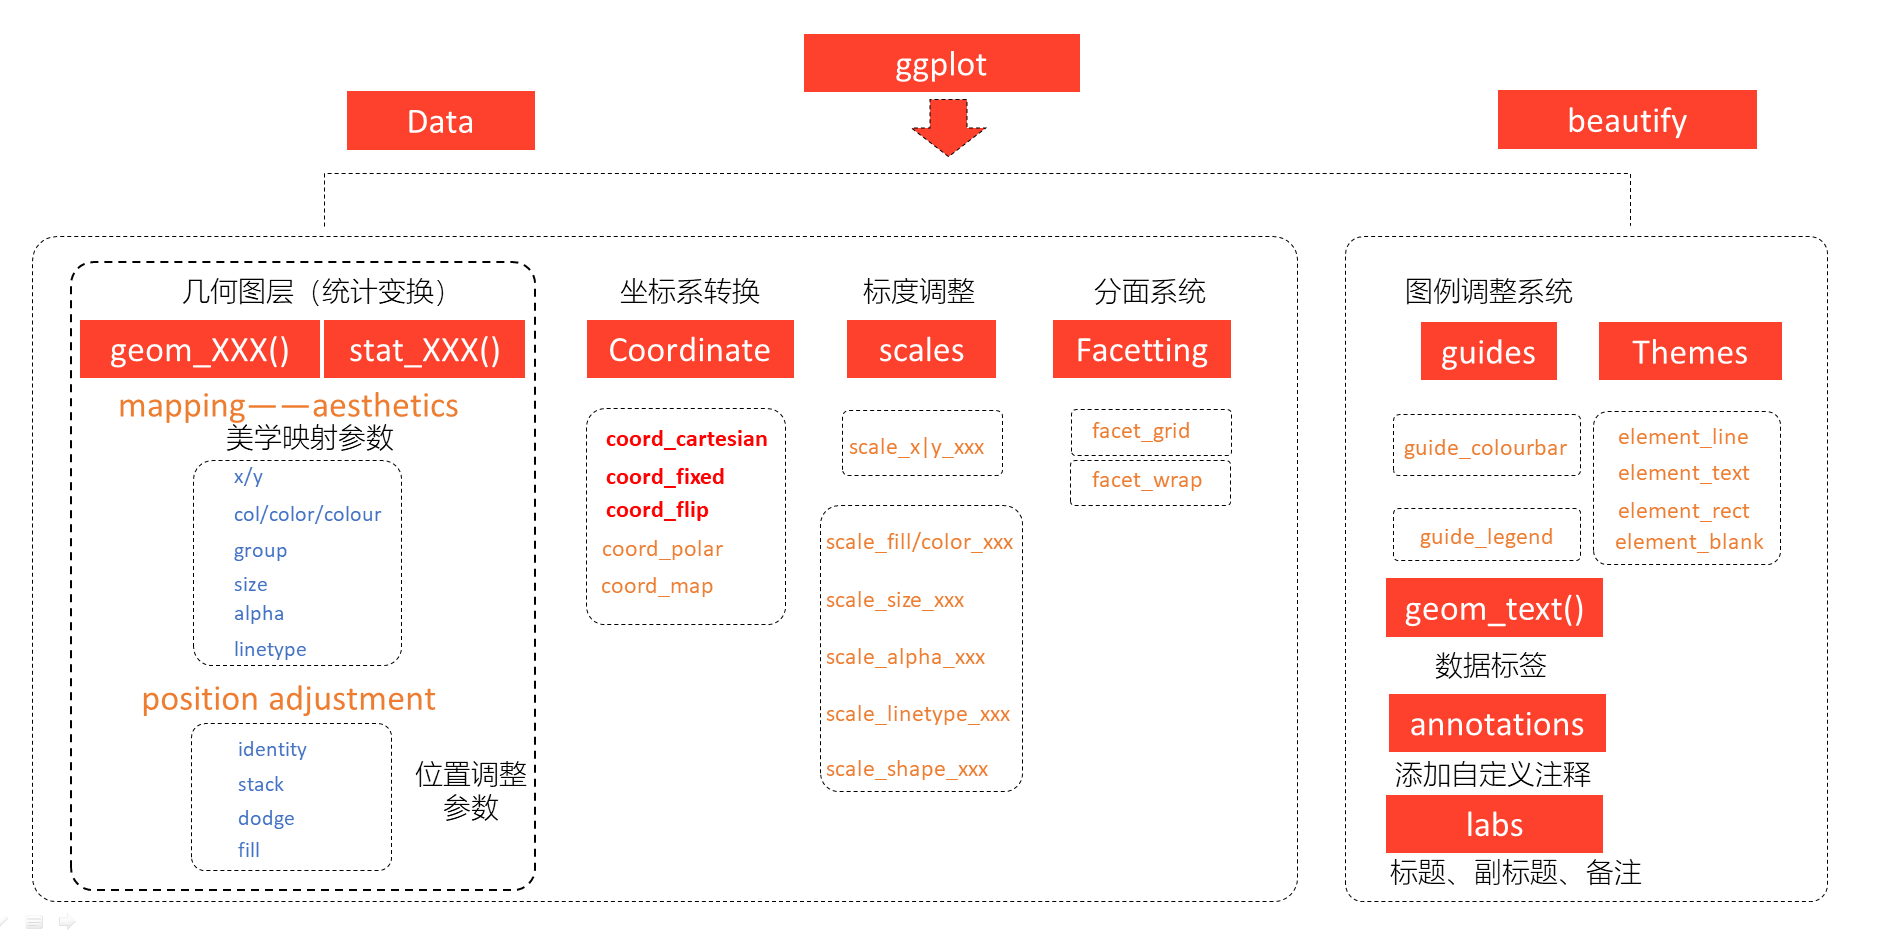 ggplot
Data
beautify
几何图层（统计变换）
geom_XXX()
stat_XXX()
mapping——aesthetics
美学映射参数
x/y
col/color/colour
group
size
alpha
linetype
position adjustment
identity
stack
dodge
fill
位置调整
参数
坐标系转换
Coordinate
coord_cartesian
coord_fixed
coord_flip
coord_polar
coord_map
标度调整
scales
scale_x|y_xxx
scale_fill/color_xxx
scale_size_xxx
scale_alpha_xxx
scale_linetype_xxx
scale_shape_xxx
分面系统
Facetting
facet_grid
facet_wrap
图例调整系统
guides
guide_colourbar
guide_legend
Themes
element_line
element_text
element_rect
element_blank
geom_text()
数据标签
annotations
添加自定义注释
labs
标题、副标题、备注